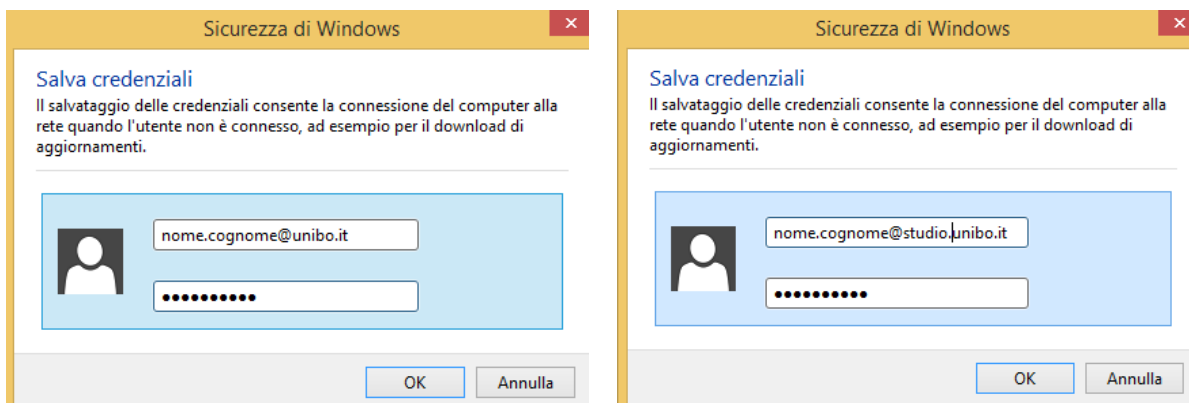 Sicurezza di Windows
Salva credenziali
Il salvataggio delle credenziali consente la connessione del computer alla
rete quando l'utente non è connesso, ad esempio per il download di
aggiornamenti.
nome.cognome@unibo.it
●●●●●●●●●●
OK
Annulla
Sicurezza di Windows
Salva credenziali
Il salvataggio delle credenziali consente la connessione del computer alla
rete quando l'utente non è connesso, ad esempio per il download di
aggiornamenti.
nome.cognome@studio.unibo.it
●●●●●●●●●●
OK
Annulla